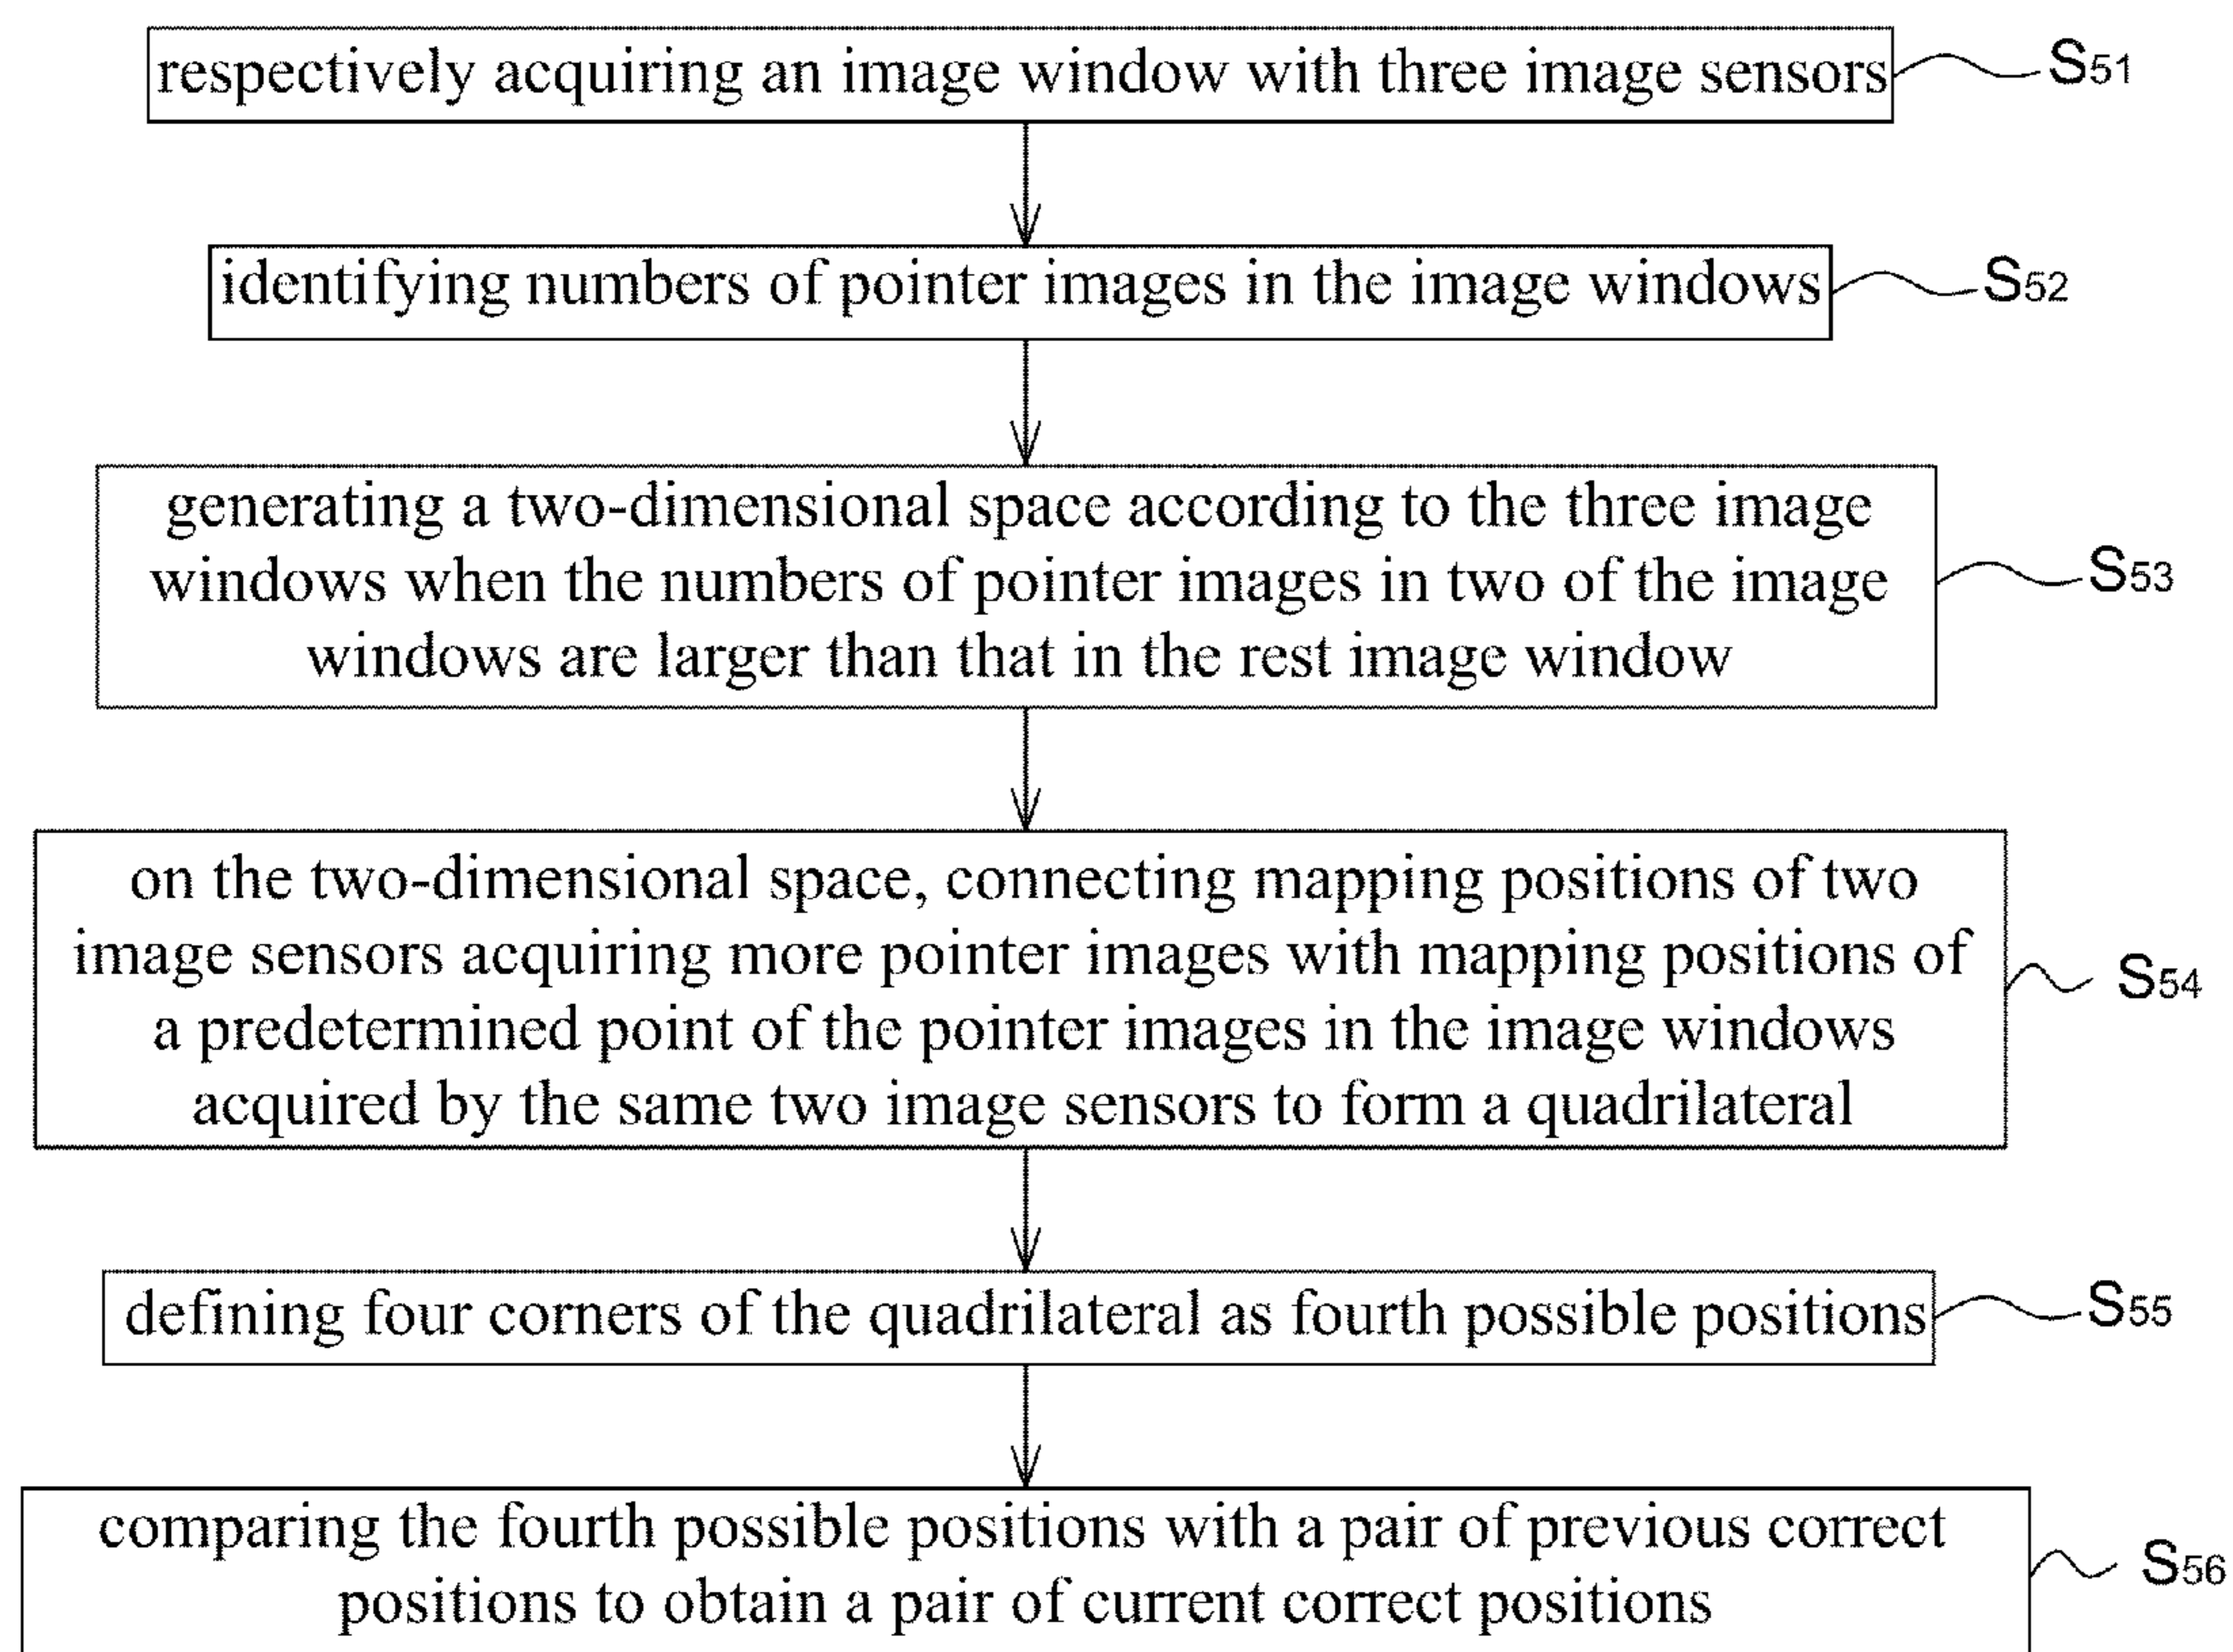 respectively acquiring an image window with three image sensors S51
identifying numbers of pointer images in the image windows S52
generating a two-dimensional space according to the three image
windows when the numbers of pointer images in two of the image
windows are larger than that in the rest image window
S53
on the two-dimensional space, connecting mapping positions of two
image sensors acquiring more pointer images with mapping positions of
a predetermined point of the pointer images in the image windows
acquired by the same two image sensors to form a quadrilateral
S54
defining four corners of the quadrilateral as fourth possible positions S55
comparing the fourth possible positions with a pair of previous correct
positions to obtain a pair of current correct positions
S56